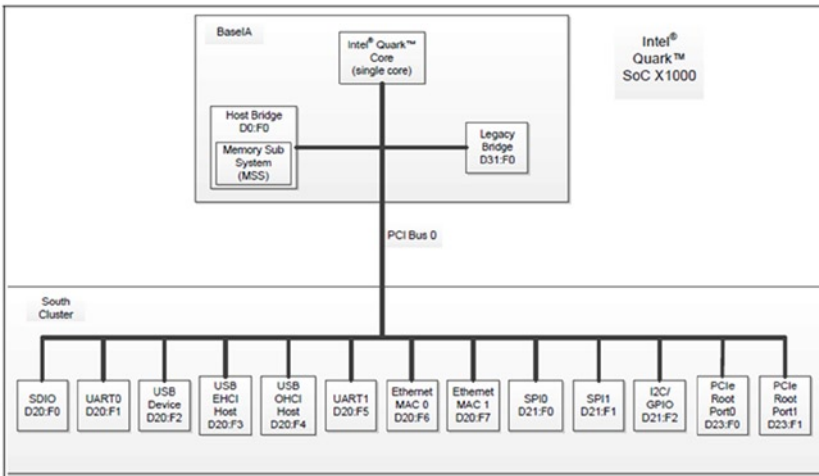 BaseIA
Intel® Quark™
Core
(single core)
Intel®
Quark™
SoC X1000
Host Bridge
D0:F0
Memory Sub
System
(MSS)
Legacy
Bridge
D31:F0
PCI Bus 0
South
Cluster
SDIO
D20:F0
UART0
D20:F1
USB
Device
D20:F2
USB
EHCI
Host
D20:F3
USB
OHCI
Host
D20:F4
UART1
D20:F5
Ethernet
MAC 0
D20:F6
Ethernet
MAC 1
D20:F7
SPI0
D21:F0
SPI1
D21:F1
I2C/
GPIO
D21:F2
PCIe
Root
Port0
D23:F0
PCIe
Root
Port1
D23:F1